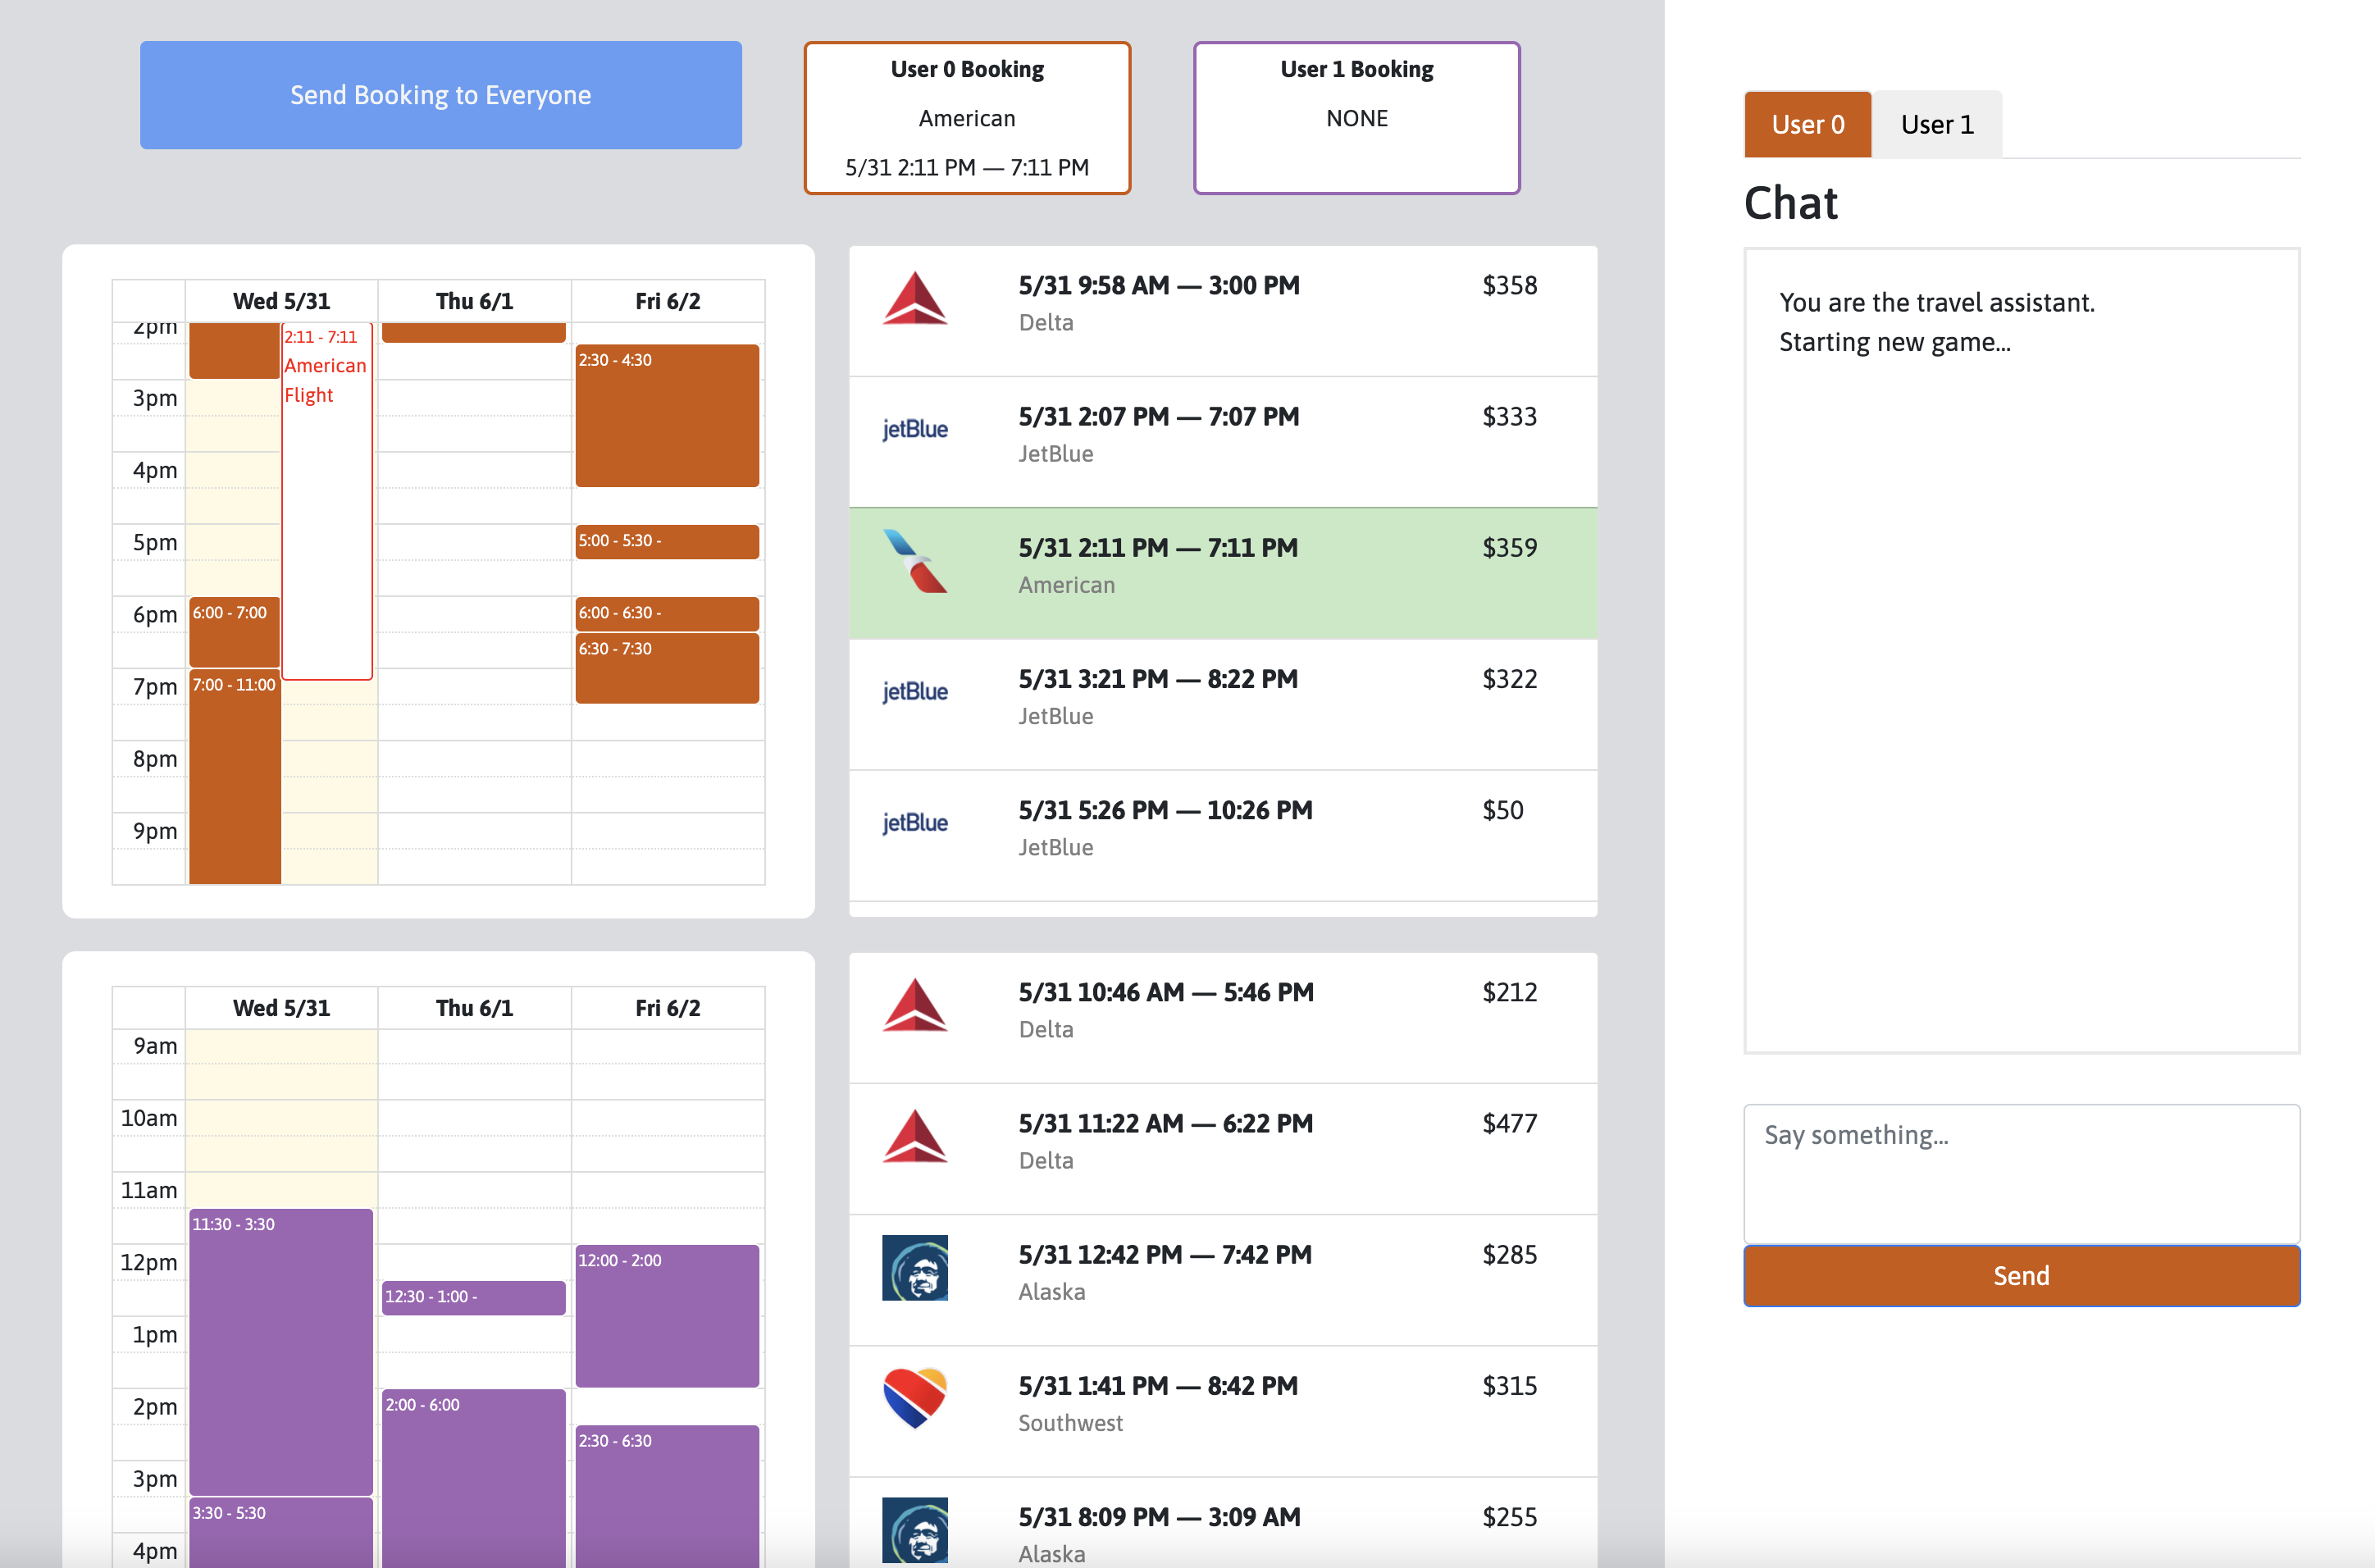 Send Booking to Everyone
User 0 Booking
American
5/31 2:11 PM — 7:11 PM
User 1 Booking
NONE
Wed 5/31 Thu 6/1 Fri 6/2
2pm
3pm
4pm
5pm
6pm
7pm
8pm
9pm
2:11 - 7:11
American
Flight
6:00 - 7:00
7:00 - 11:00
2:30 - 4:30
5:00 - 5:30 -
6:00 - 6:30 -
6:30 - 7:30
5/31 9:58 AM — 3:00 PM $358
Delta
jetBlue
5/31 2:07 PM — 7:07 PM $333
JetBlue
5/31 2:11 PM — 7:11 PM $359
American
jetBlue
5/31 3:21 PM — 8:22 PM $322
JetBlue
jetBlue
5/31 5:26 PM — 10:26 PM $50
JetBlue
Wed 5/31 Thu 6/1 Fri 6/2
9am
10am
11am
12pm
1pm
2pm
3pm
4pm
11:30 - 3:30
3:30 - 5:30
12:30 - 1:00 -
2:00 - 6:00
12:00 - 2:00
2:30 - 6:30
5/31 10:46 AM — 5:46 PM $212
Delta
5/31 11:22 AM — 6:22 PM $477
Delta
5/31 12:42 PM — 7:42 PM $285
Alaska
5/31 1:41 PM — 8:42 PM $315
Southwest
5/31 8:09 PM — 3:09 AM $255
Alaska
User 0 User 1
Chat
You are the travel assistant.
Starting new game...
Say something...
Send